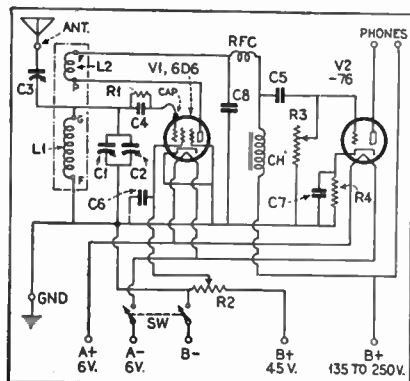 ANT.
L2
F
P
C3
L1
G
F
R1
C4
CAP
V1, 6D6
C1
C2
C6
RFC
C8
C5
CH
R3
C7
R4
V2
-76
PHONES
GND
SW
R2
A+
6V.
A-
6V.
B-
B+
45V.
B+
135 TO 250V.